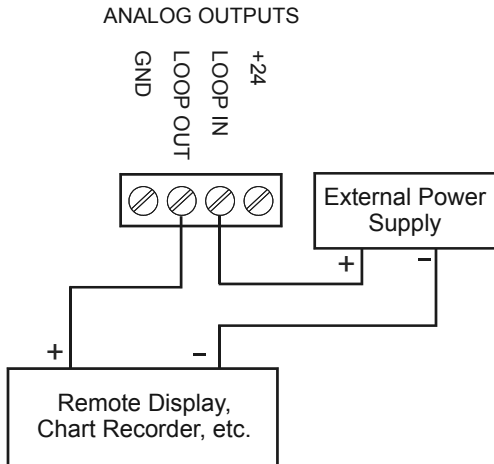 ANALOG OUTPUTS
GND
LOOP OUT
LOOP IN
+24
External Power
Supply
+
-
+
-
Remote Display,
Chart Recorder, etc.